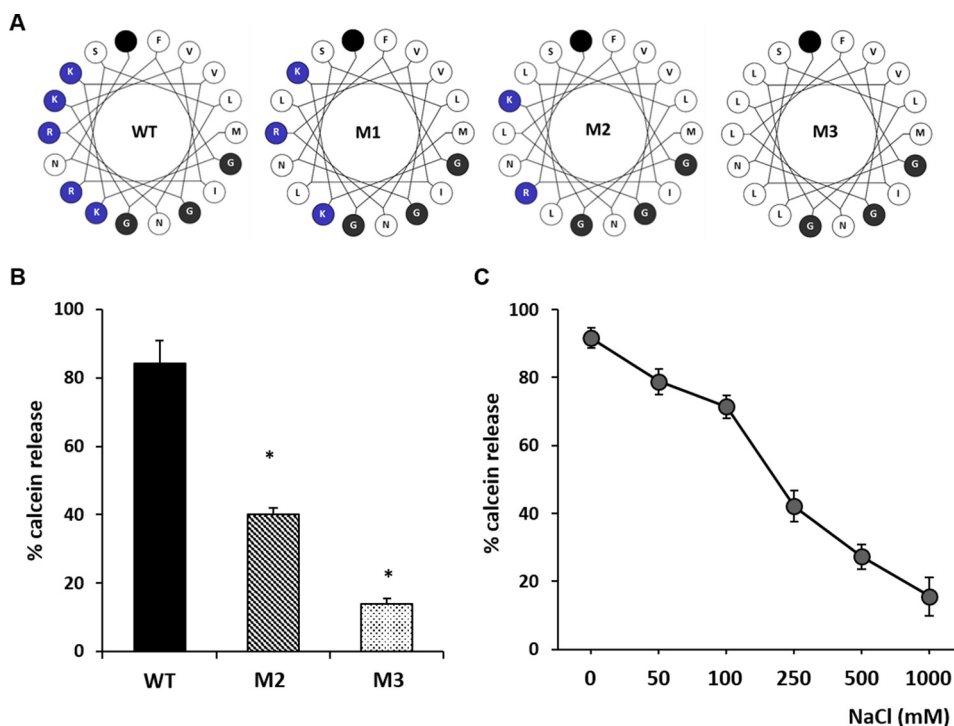 A
F
S V
K V
K L
R WT M
N G
R I
K G
G N
F
S V
K V
L L
R M1 M
N G
L I
K G
G N
F
S V
L V
K L
L M2 M
N G
R I
L G
G N
F
S V
L V
L L
L M3 M
N G
L I
L G
G N
B
% calcein release
100
80
60
40
20
0
*
*
WT M2 M3
C
% calcein release
100
80
60
40
20
0
0 50 100 250 500 1000
NaCl (mM)